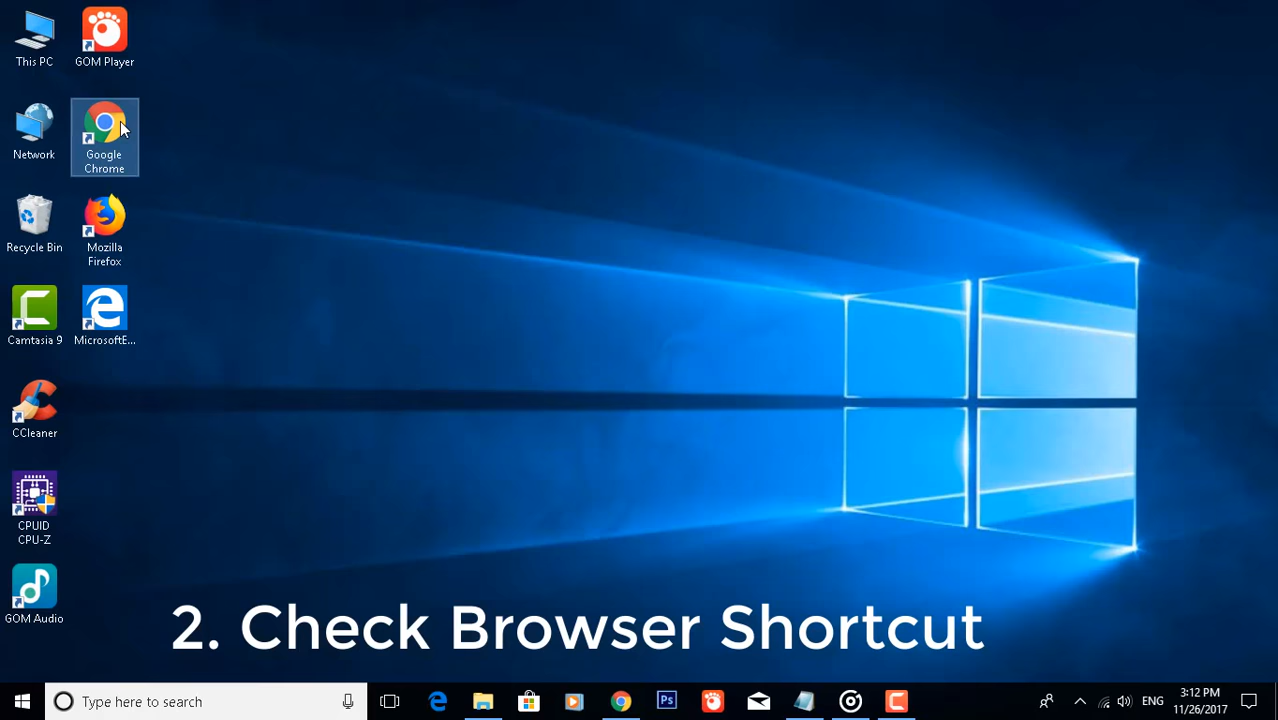 This PC
GOM Player
Network
Google
Chrome
Recycle Bin
Mozilla
Firefox
Camtasia 9
MicrosoftE...
CCleaner
CPUID
CPU-Z
GOM Audio
2. Check Browser Shortcut
Type here to search
Ps
ENG
3:12 PM
11/26/2017